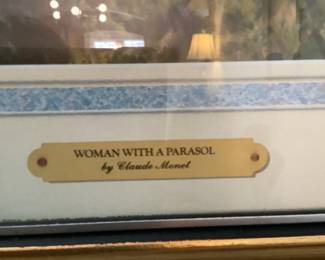 WOMAN WITH A PARASOL
by Claude Monet